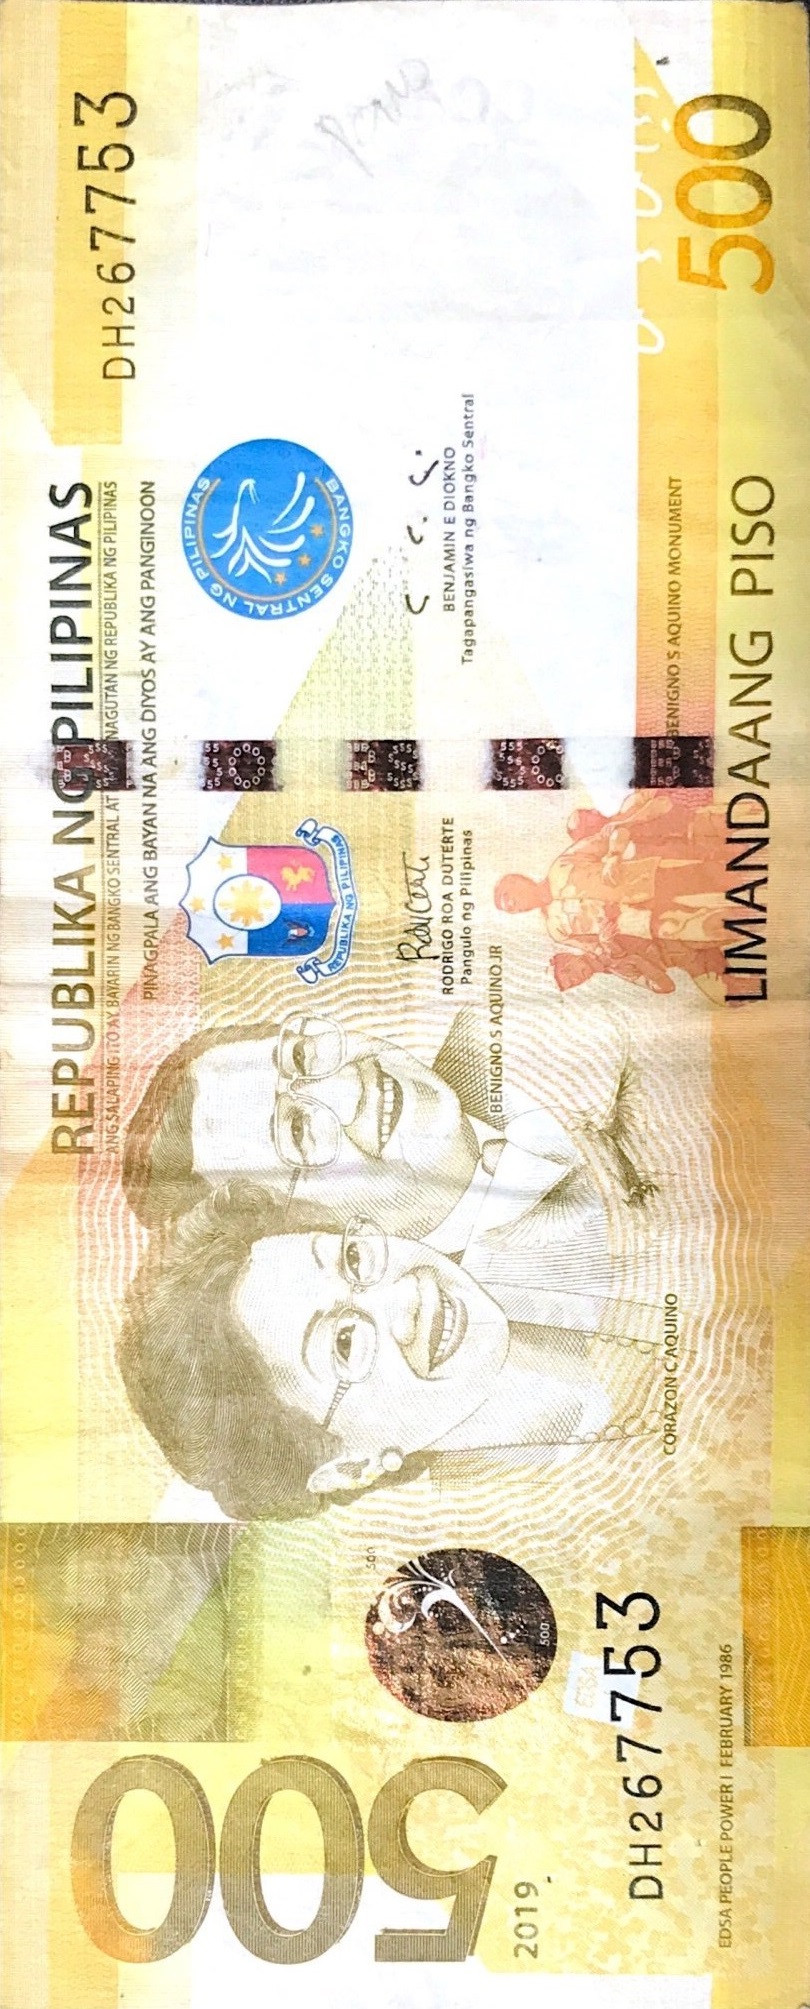 REPUBLIKA NG PILIPINAS
ANG SALAPING ITO AY BAYARIN NG BANGKO SENTRAL AT NANAGUTAN NG REPUBLIKA NG PILIPINAS
PINAGPALA ANG BAYAN NA ANG DIYOS AY ANG PANGINOON
DH267753
BANGKO SENTRAL NG PILIPINAS
REPUBLIKA NG PILIPINAS
RODRIGO ROA DUTERTE
Pangulo ng Pilipinas
BENJAMIN E DIOKNO
Tagapangasiwa ng Bangko Sentral
BENIGNO S AQUINO JR
CORAZON C AQUINO
BENIGNO S AQUINO MONUMENT
500
500
500
2019
EDSA
DH267753
EDSA PEOPLE POWER I FEBRUARY 1986
LIMANDAANG PISO
500